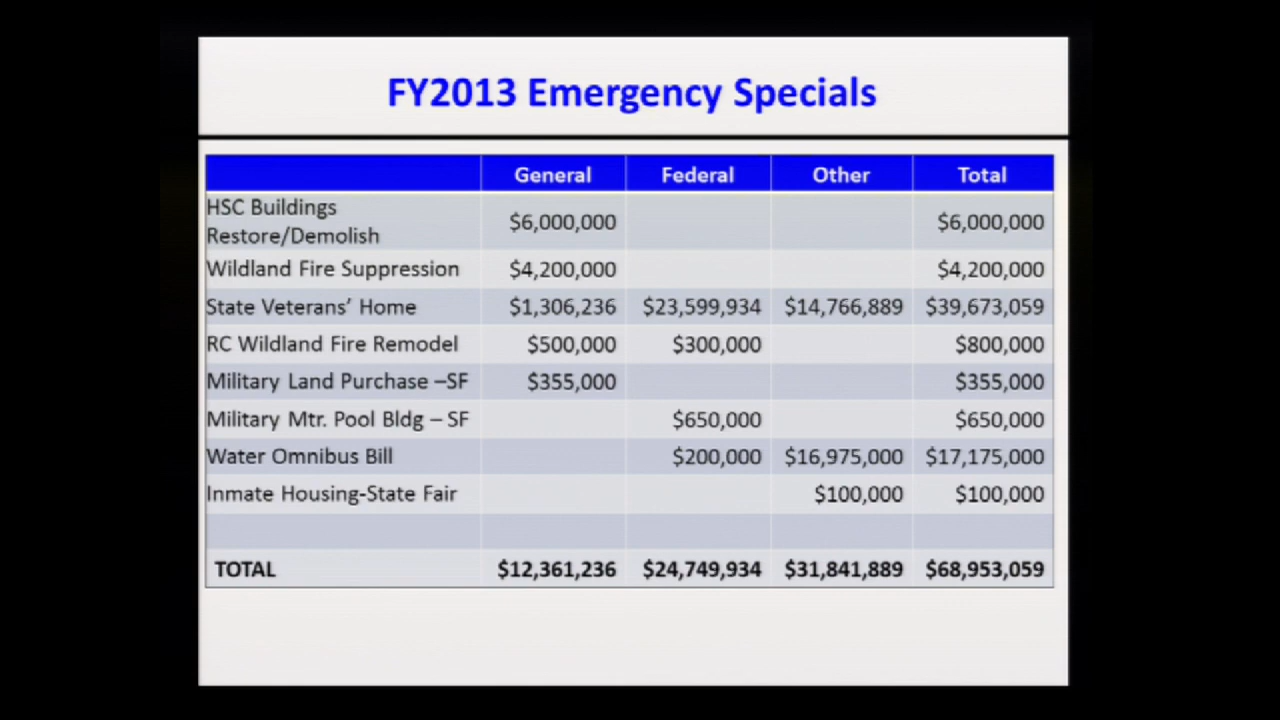 FY2013 Emergency Specials
General Federal Other Total
HSC Buildings
Restore/Demolish $6,000,000 $6,000,000
Wildland Fire Suppression $4,200,000 $4,200,000
State Veterans’ Home $1,306,236 $23,599,934 $14,766,889 $39,673,059
RC Wildland Fire Remodel $500,000 $300,000 $800,000
Military Land Purchase –SF $355,000 $355,000
Military Mtr. Pool Bldg – SF $650,000 $650,000
Water Omnibus Bill $200,000 $16,975,000 $17,175,000
Inmate Housing-State Fair $100,000 $100,000
TOTAL $12,361,236 $24,749,934 $31,841,889 $68,953,059